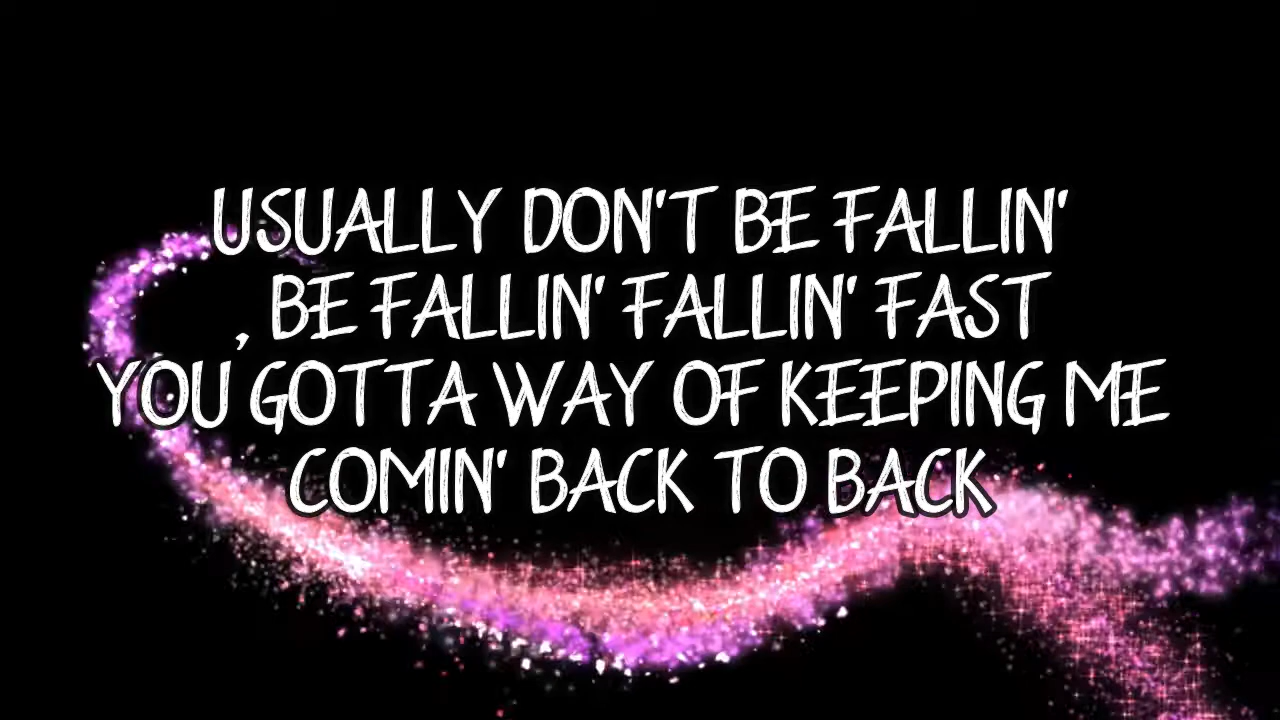 USUALLY DON'T BE FALLIN'
, BE FALLIN' FALLIN' FAST
YOU GOTTA WAY OF KEEPING ME
COMIN' BACK TO BACK